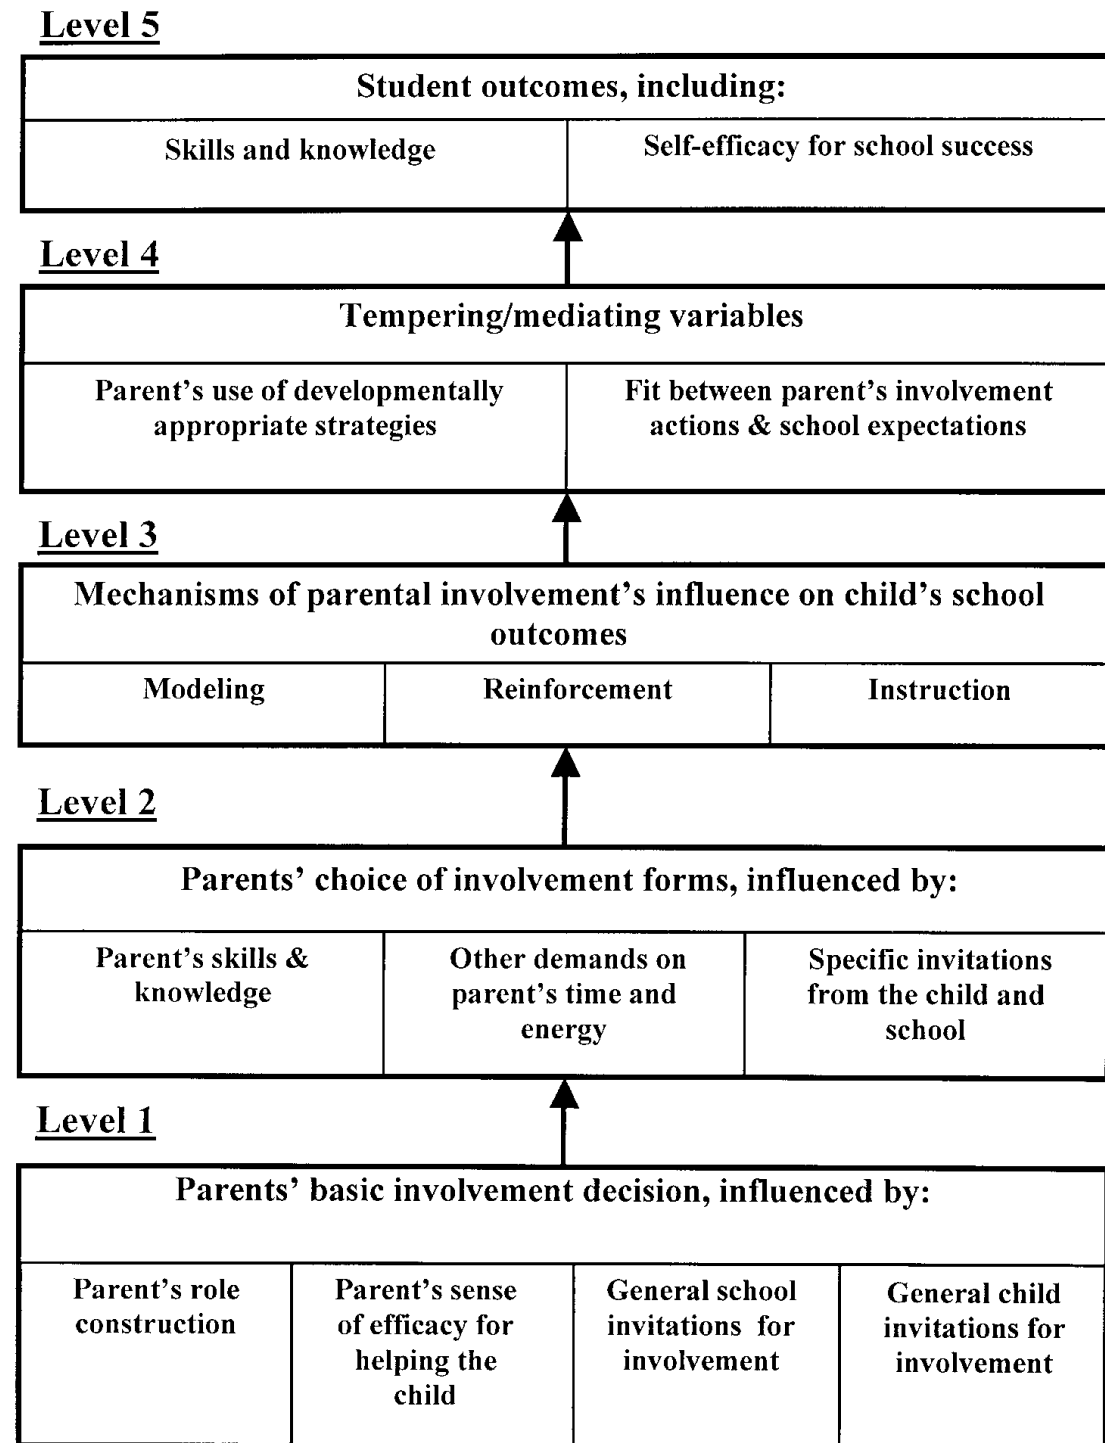 Level 5
Student outcomes, including:
Skills and knowledge
Self-efficacy for school success
Level 4
Tempering/mediating variables
Parent's use of developmentally
appropriate strategies
Fit between parent's involvement
actions & school expectations
Level 3
Mechanisms of parental involvement's influence on child's school
outcomes
Modeling
Reinforcement
Instruction
Level 2
Parents' choice of involvement forms, influenced by:
Parent's skills &
knowledge
Other demands on
parent's time and
energy
Specific invitations
from the child and
school
Level 1
Parents' basic involvement decision, influenced by:
Parent's role
construction
Parent's sense
of efficacy for
helping the
child
General school
invitations for
involvement
General child
invitations for
involvement